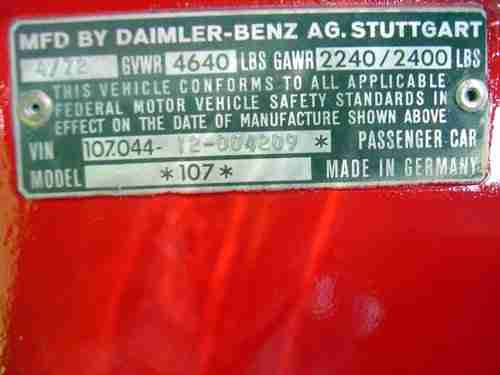 MFD BY DAIMLER-BENZ AG. STUTTGART
4/72 GVWR 4640 LBS GAWR 2240/2400 LBS
THIS VEHICLE CONFORMS TO ALL APPLICABLE
FEDERAL MOTOR VEHICLE SAFETY STANDARDS IN
EFFECT ON THE DATE OF MANUFACTURE SHOWN ABOVE
VIN 107.044-12-004209 * PASSENGER CAR
MODEL *107* MADE IN GERMANY